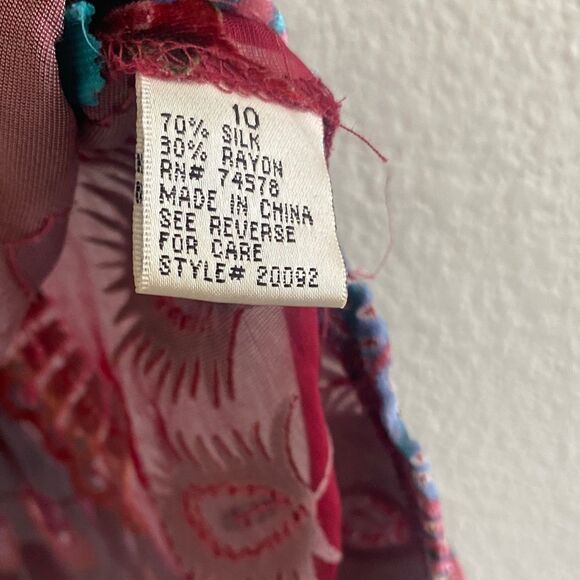 10
70% SILK
30% RAYON
RN# 74578
MADE IN CHINA
SEE REVERSE
FOR CARE
STYLE# 20092